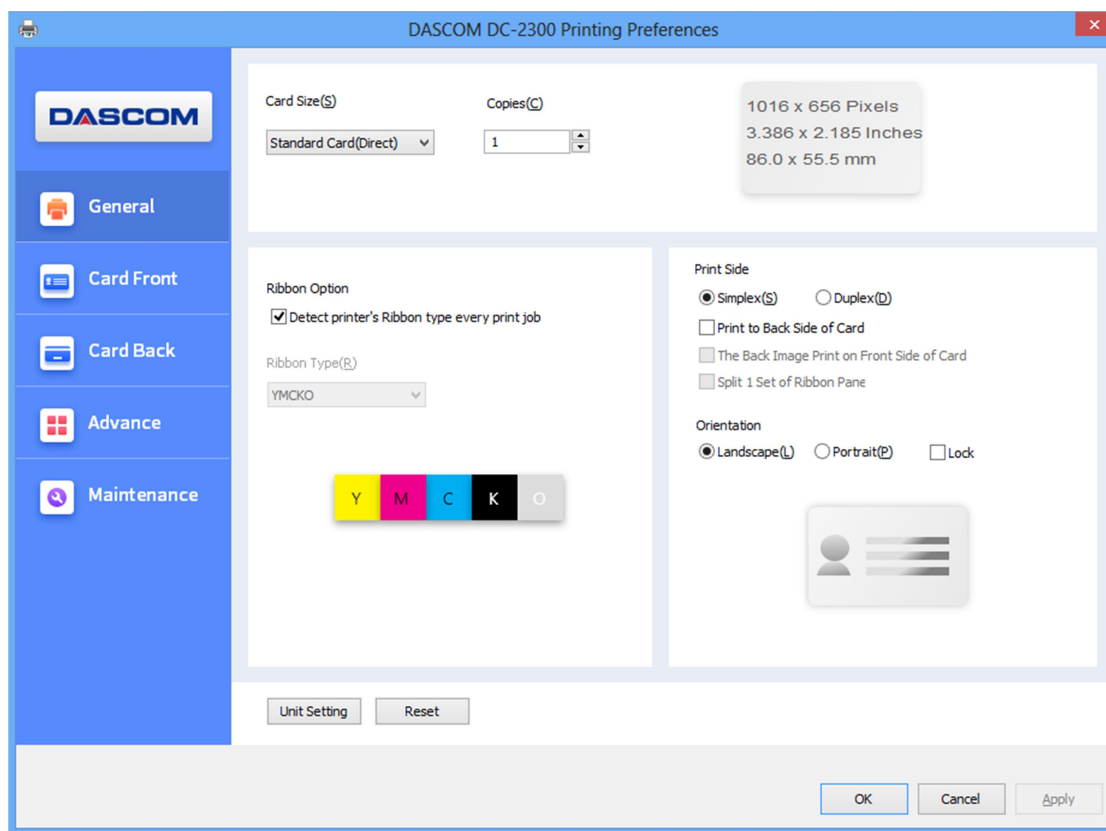 DASCOM DC-2300 Printing Preferences
DASCOM
General
Card Front
Card Back
Advance
Maintenance
Card Size(S)
Copies(C)
Standard Card(Direct)
1
1016 x 656 Pixels
3.386 x 2.185 Inches
86.0 x 55.5 mm
Ribbon Option
Detect printer's Ribbon type every print job
Ribbon Type(R)
YMCKO
Y M C K O
Print Side
Simplex(S) Duplex(D)
Print to Back Side of Card
The Back Image Print on Front Side of Card
Split 1 Set of Ribbon Pane
Orientation
Landscape(L) Portrait(P) Lock
Unit Setting Reset
OK Cancel Apply